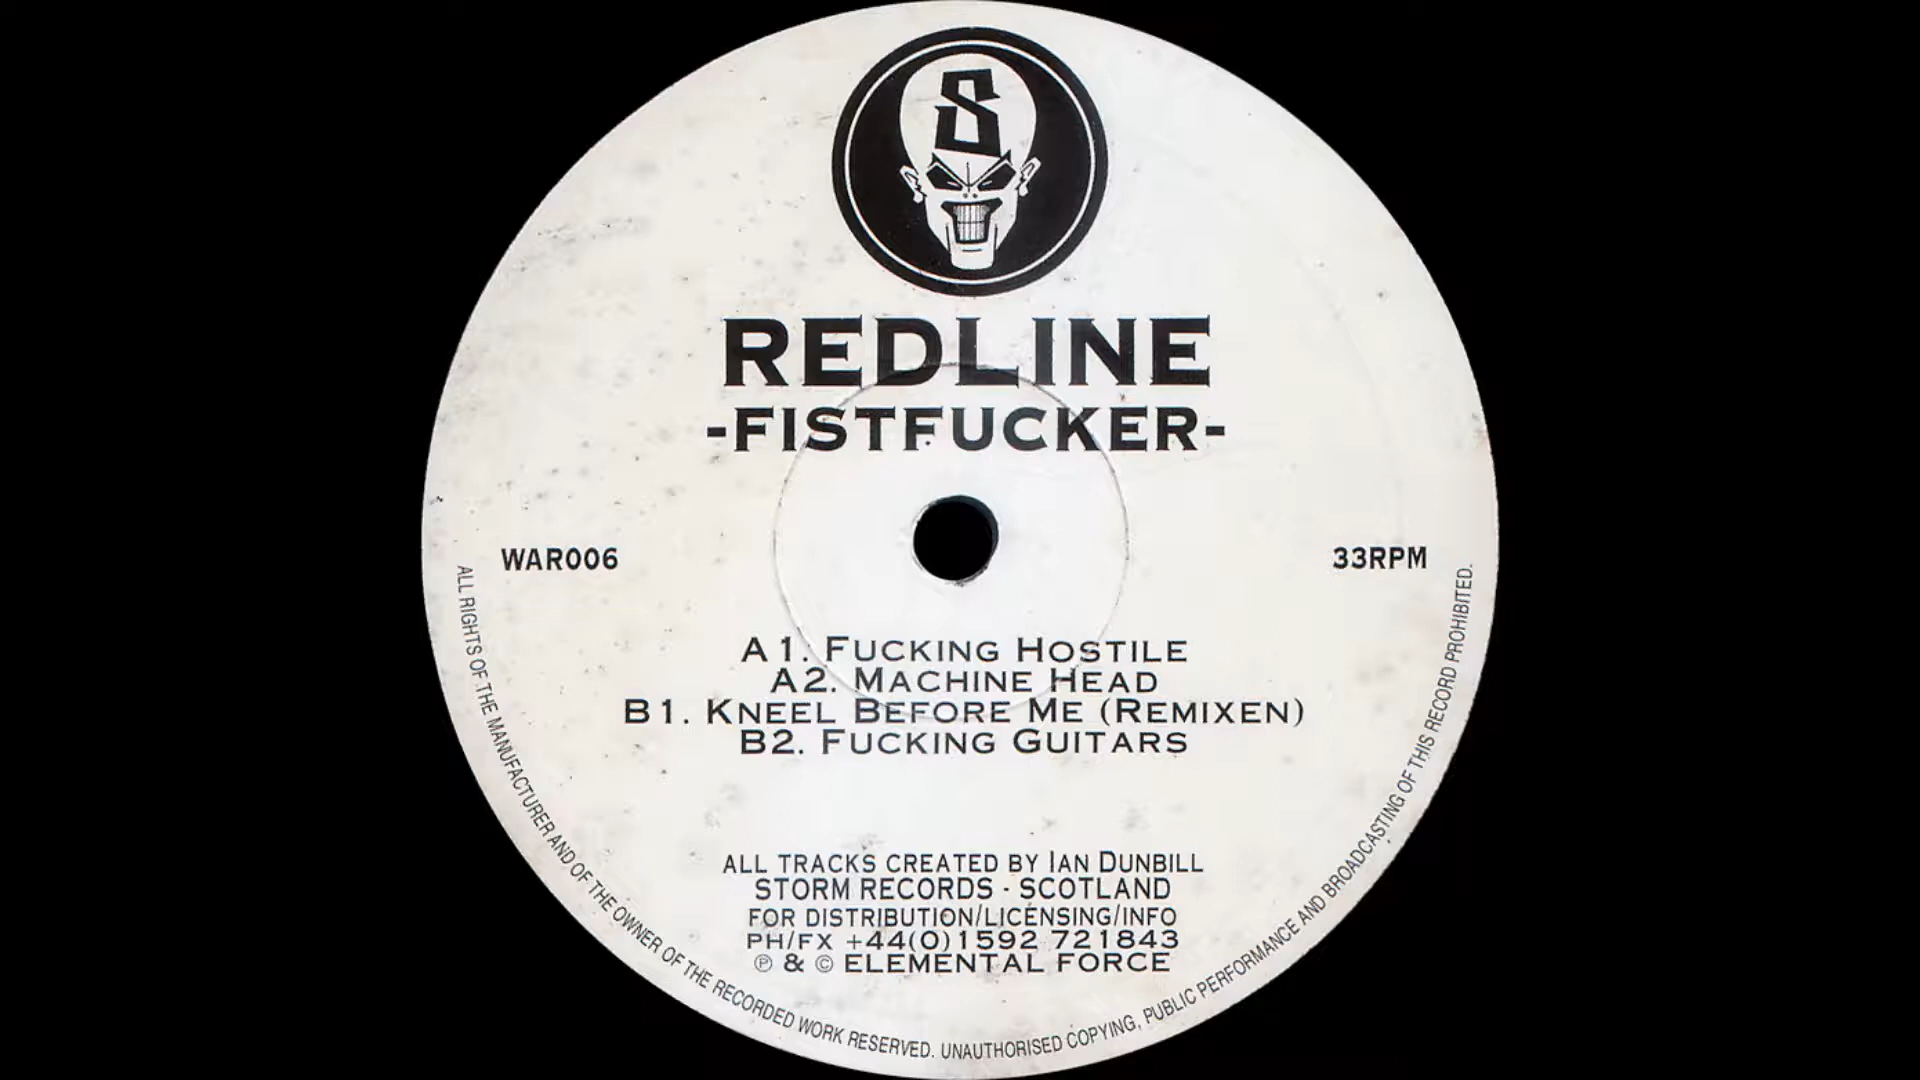 S
REDLINE
-FISTFUCKER-
WAR006
33RPM
A1. FUCKING HOSTILE
A2. MACHINE HEAD
B1. KNEEL BEFORE ME (REMIXEN)
B2. FUCKING GUITARS
ALL TRACKS CREATED BY IAN DUNBILL
STORM RECORDS - SCOTLAND
FOR DISTRIBUTION/LICENSING/INFO
PH/FX +44(0)1592 721843
℗ & © ELEMENTAL FORCE
ALL RIGHTS OF THE MANUFACTURER AND OF THE OWNER OF THE RECORDED WORK RESERVED. UNAUTHORISED COPYING, PUBLIC PERFORMANCE AND BROADCASTING OF THIS RECORD PROHIBITED.